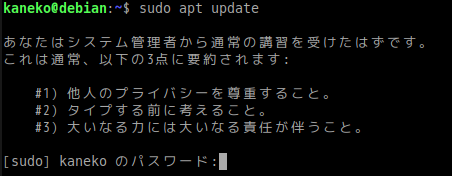 kaneko@debian:~$ sudo apt update
あなたはシステム管理者から通常の講習を受けたはずです。
これは通常、以下の3点に要約されます:
#1) 他人のプライバシーを尊重すること。
#2) タイプする前に考えること。
#3) 大いなる力には大いなる責任が伴うこと。
[sudo] kaneko のパスワード: